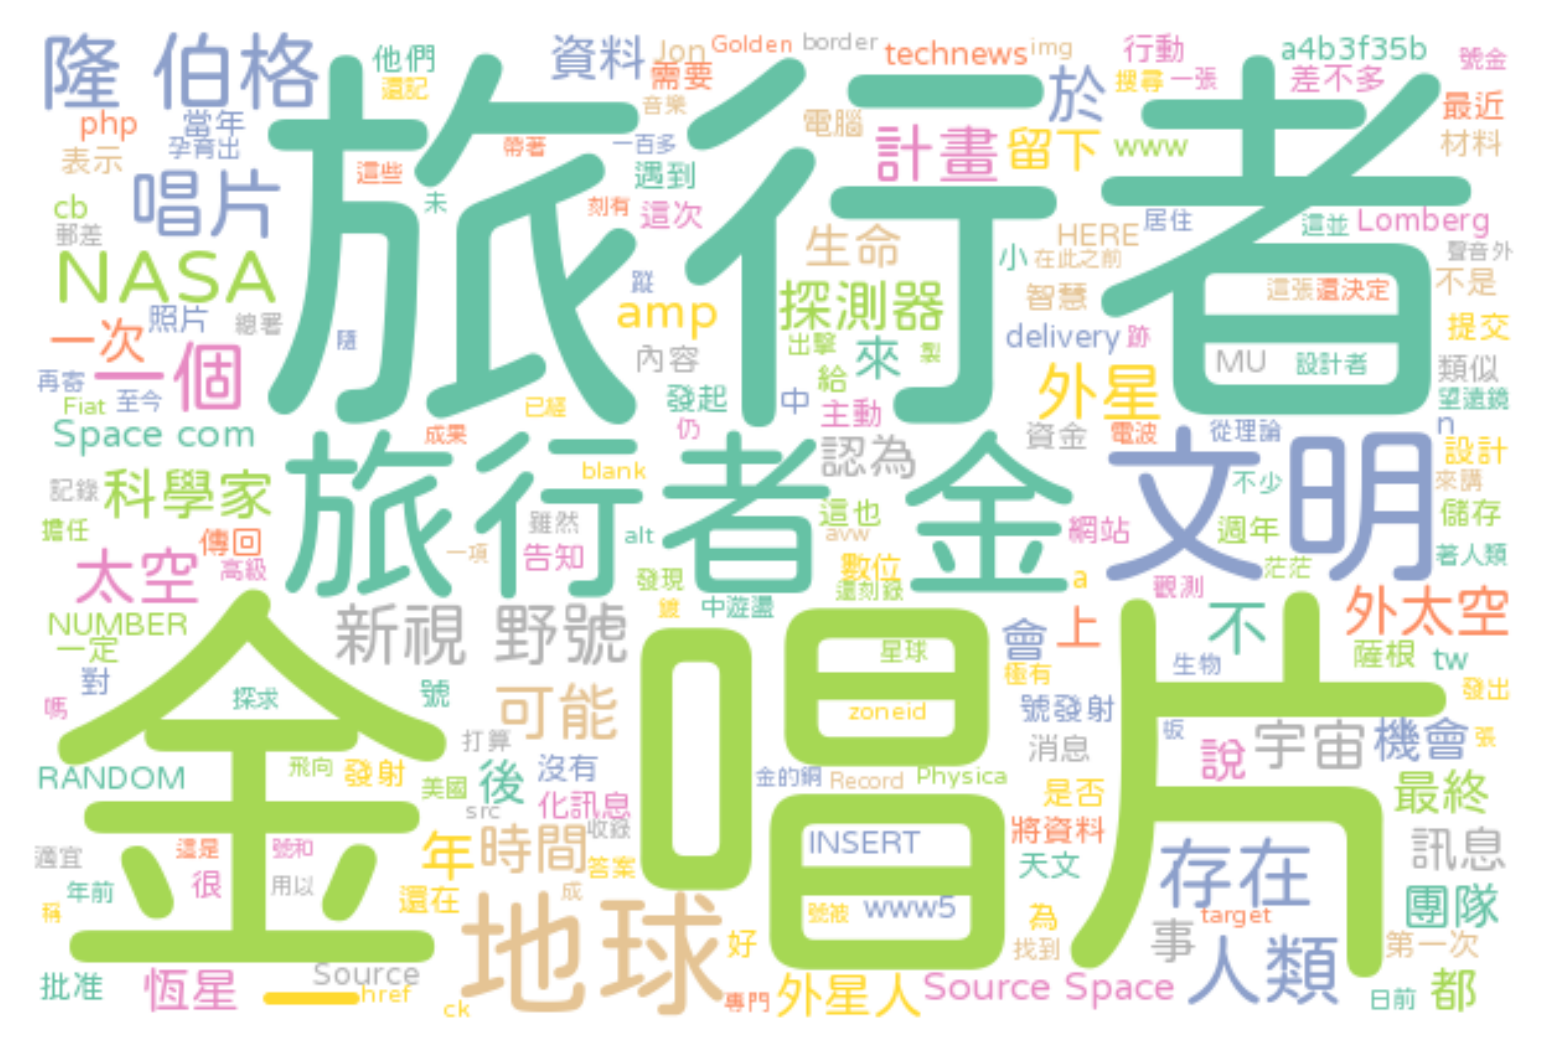 隆 伯格
他們
還記
資料
Jon
Golden
border
technews
img
行動
a4b3f35b
號金
需要
於
搜尋
一張
差不多
最近
php
當年
孕育出
表示
音樂
電腦
計畫
留下
www
材料
旅行者
帶著
一百多
這些
遇到
未
刻有
這次
唱片
cb
郵差
NASA
生命
小
HERE
在此之前
居住
這並
Lomberg
聲音外
蹤
amp
探測器
智慧
這張
還決定
不是
照片
總署
一次
隨
內容
出擊
來
製
delivery
跡
提交
MU
設計者
類似
一個
再寄
至今
Fiat
已經
發起
給
中
主動
外星
望遠鏡
Space com
成果
仍
認為
資金
電波
從理論
n
設計
旅行者 金
blank
文明
不少
來講
科學家
記錄
雖然
這也
網站
週年
儲存
擔任
傳回
一項
告知
alt
avw
太空
高級
發現
數位
還刻錄
a
觀測
茫茫
著人類
鍍
中遊盪
NUMBER
一定
新視 野號
會
上
不
外太空
對
探求
號
星球
極有
生物
薩根
tw
嗎
可能
zoneid
號發射
發出
打算
消息
板
說
宇宙
機會
張
金唱片
RANDOM
飛向
發射
美國
後
沒有
金的銅
Record
Physica
是否
最終
src
化訊息
收錄
將資料
適宜
這是
號和
年
時間
答案
INSERT
天文
存在
訊息
年前
很
用以
還在
成
稱
地球
號被
www5
為
target
團隊
好
找到
事
第一次
批准
恆星
Source
一
href
ck
專門
外星人
Source Space
人類
日前
都